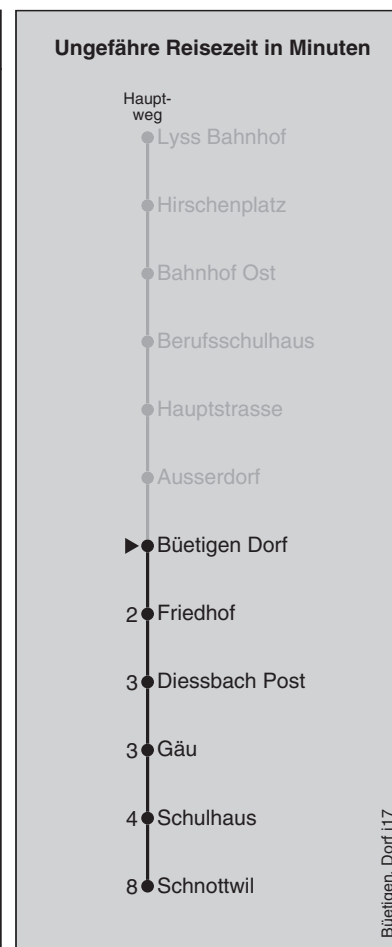 Ungefähre Reisezeit in Minuten
Haupt-
weg
Lyss Bahnhof
Hirschenplatz
Bahnhof Ost
Berufsschulhaus
Hauptstrasse
Ausserdorf
Büetigen Dorf
2 Friedhof
3 Diessbach Post
3 Gäu
4 Schulhaus
8 Schnottwil
Büetigen, Dorf j17